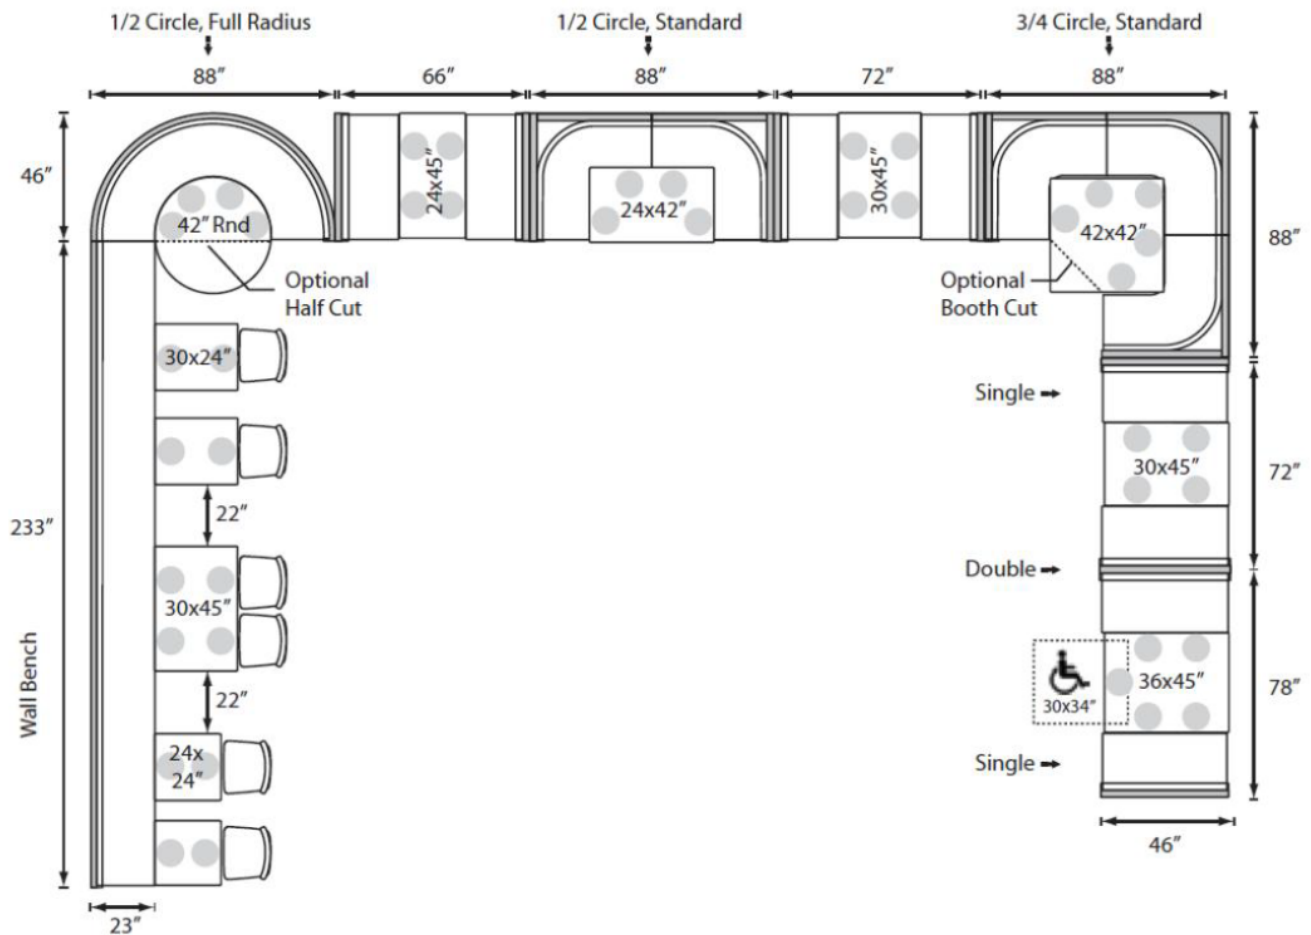 1/2 Circle, Full Radius
1/2 Circle, Standard
3/4 Circle, Standard
88″
66″
88″
72″
88″
46″
42″ Rnd
24x45″
24x42″
30x45″
42x42″
88″
Optional
Half Cut
Optional
Booth Cut
30x24″
Single
30x45″
72″
22″
233″
Double
30x45″
Wall Bench
30x34″
36x45″
78″
22″
24x
24″
Single
46″
23″